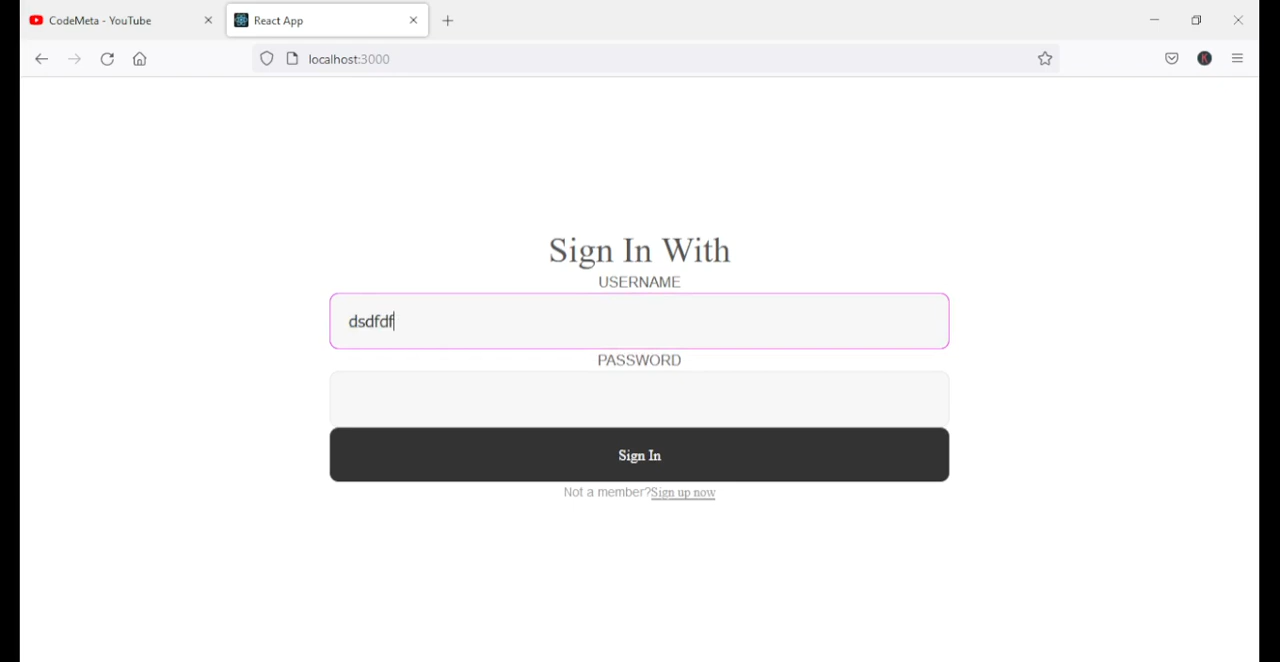 CodeMeta - YouTube
React App
localhost:3000
Sign In With
USERNAME
dsdfdf
PASSWORD
Sign In
Not a member?Sign up now